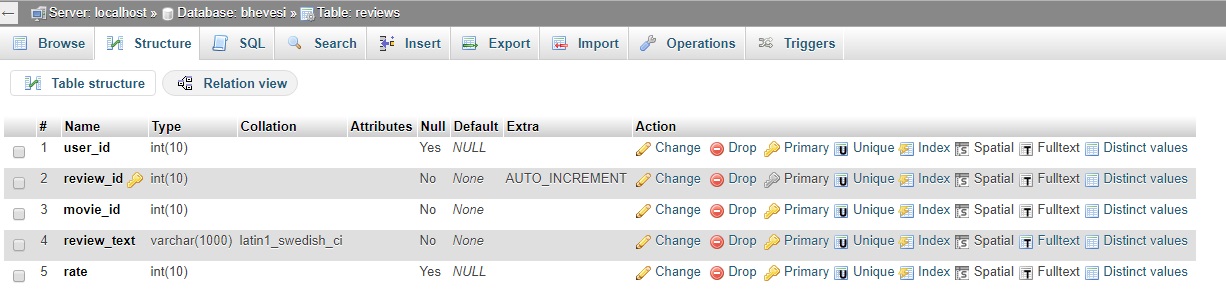 Server: localhost » Database: bhevesi » Table: reviews
Browse Structure SQL Search Insert Export Import Operations Triggers
Table structure Relation view
# Name Type Collation Attributes Null Default Extra Action
1 user_id int(10) Yes NULL Change Drop Primary U Unique Index S Spatial T Fulltext Distinct values
2 review_id int(10) No None AUTO_INCREMENT Change Drop Primary U Unique Index S Spatial T Fulltext Distinct values
3 movie_id int(10) No None Change Drop Primary U Unique Index S Spatial T Fulltext Distinct values
4 review_text varchar(1000) latin1_swedish_ci No None Change Drop Primary U Unique Index S Spatial T Fulltext Distinct values
5 rate int(10) Yes NULL Change Drop Primary U Unique Index S Spatial T Fulltext Distinct values